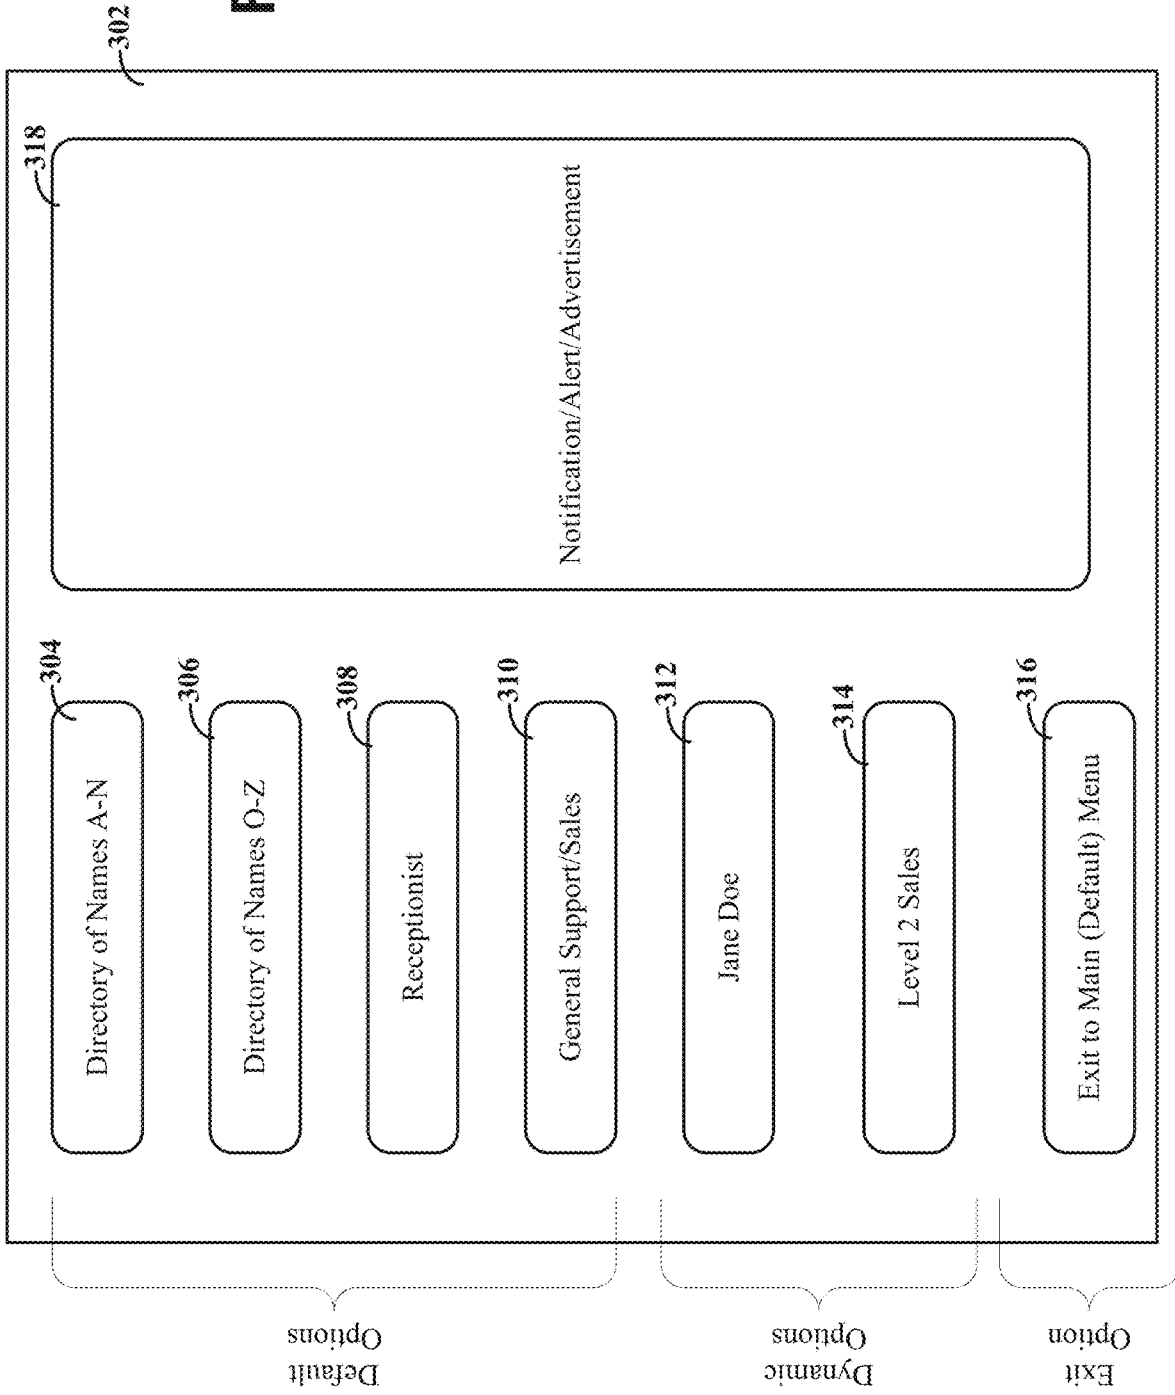 302
Default
Options
Directory of Names A-N
304
Directory of Names O-Z
306
Receptionist
308
General Support/Sales
310
Dynamic
Options
Jane Doe
312
Level 2 Sales
314
Exit
Option
Exit to Main (Default) Menu
316
318
Notification/Alert/Advertisement